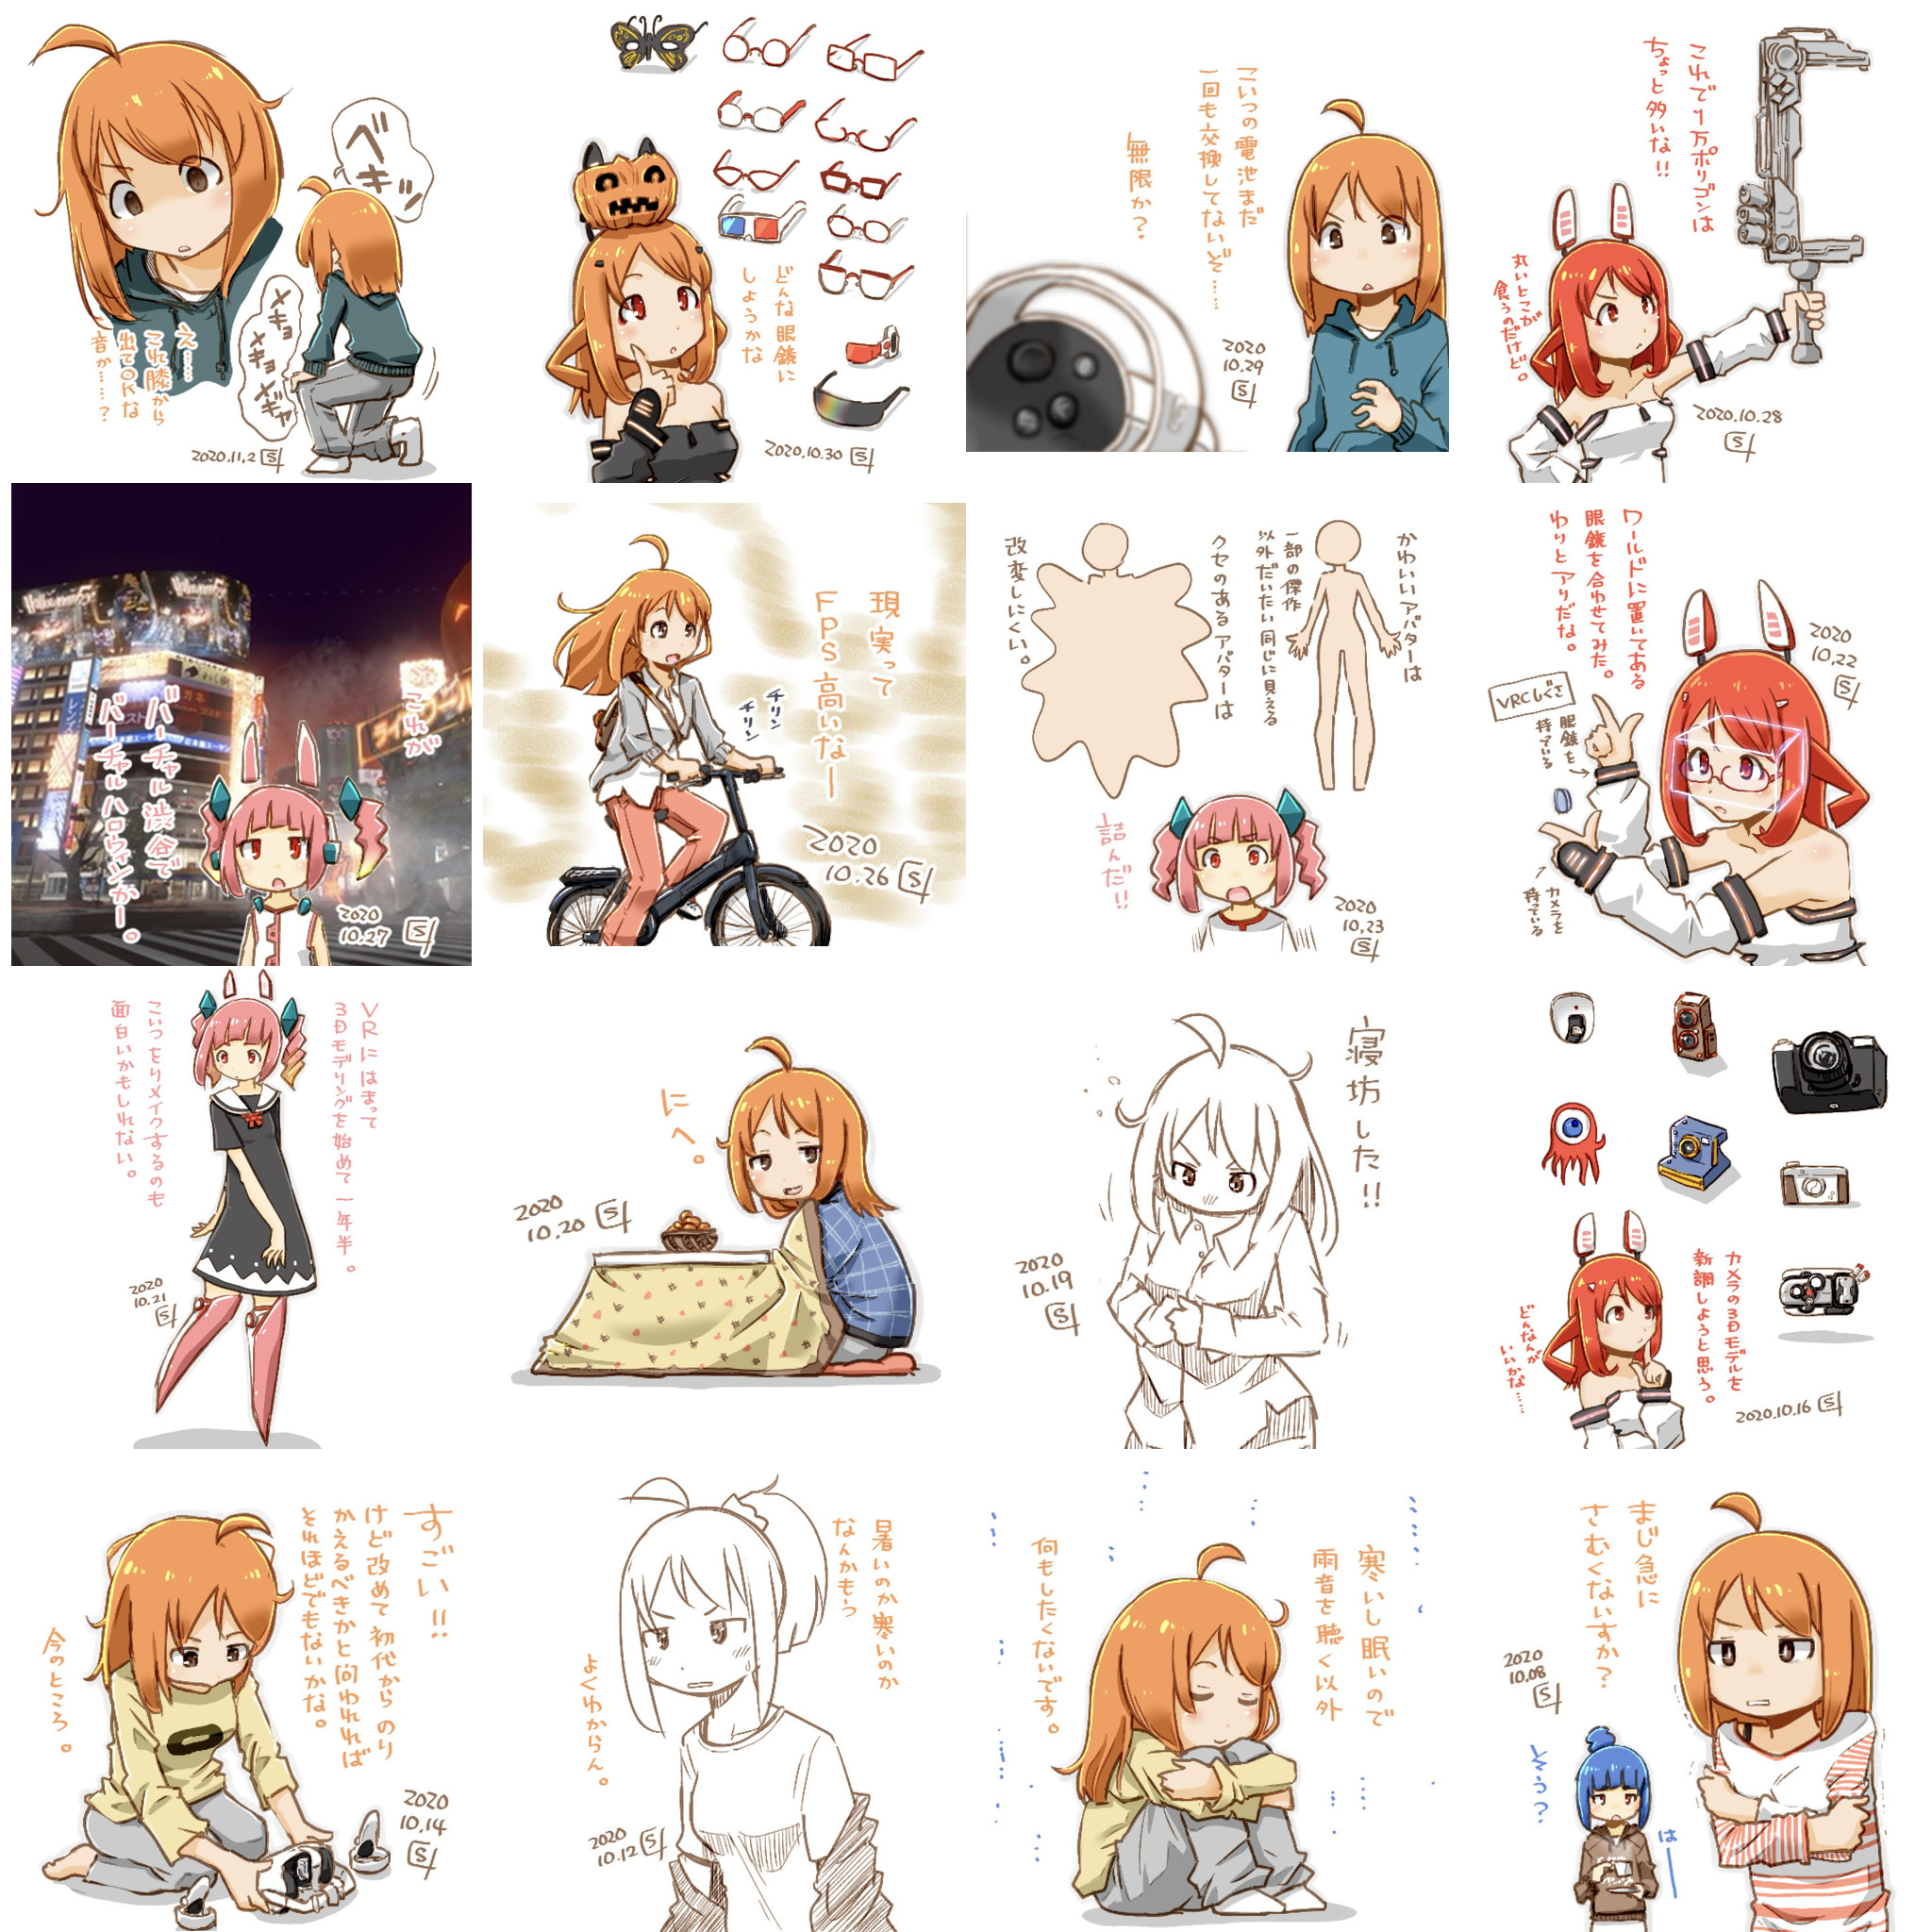 ベキッ
メキョ
メキョ
メギャ
え……
これ膝から
出てOKな
音か……？
2020.11.2
どんな眼鏡に
しようかな
2020.10.30
こいつの電池まだ
一回も交換してないぞ……
無限か？
2020
10.29
これで1万ポリゴンは
ちょっと多いな!!
丸いとこが
食うのだけど。
2020.10.28
これが
バーチャル渋谷で
バーチャルハロウィンかー。
2020
10.27
現実って
FPS高いなー
チリン
チリン
2020
10.26
かわいいアバターは
一部の傑作
以外だいたい同じに見える
クセのあるアバターは
改変しにくい。
詰んだ!!
2020
10.23
ワールドに置いてある
眼鏡を合わせてみた。
わりとアリだな。
2020
10.22
VRCしぐさ
眼鏡を
持っている
カメラを
持っている
VRにはまって
3Dモデリングを始めて一年半。
こいつをリメイクするのも
面白いかもしれない。
2020
10.21
にへ。
2020
10.20
寝坊した!!
2020
10.19
カメラの3Dモデルを
新調しようと思う。
どんなんが
いいかな……
2020.10.16
すごい!!
けど改めて初代からのり
かえるべきかと問われれば
それほどでもないかな。
今のところ。
2020
10.14
暑いのか寒いのか
なんかもう
よくわからん。
2020
10.12
寒いし眠いので
雨音を聴く以外
何もしたくないです。
まじ急に
さむくないすか？
2020
10.08
そう？
はー